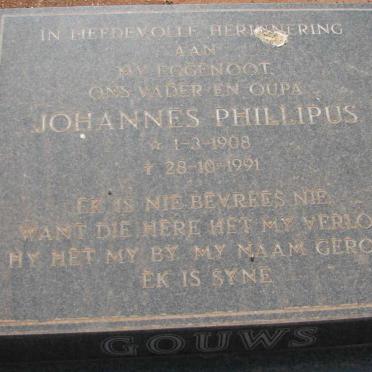 IN LIEFDEVOLLE HERINNERING
AAN
MY EGGENOOT
ONS VADER EN OUPA
JOHANNES PHILLIPUS
☆ 1-3-1908
✝ 28-10-1991
EK IS NIE BEVREES NIE
WANT DIE HERE HET MY VERLO
HY HET MY BY MY NAAM GERO
EK IS SYNE
GOUWS